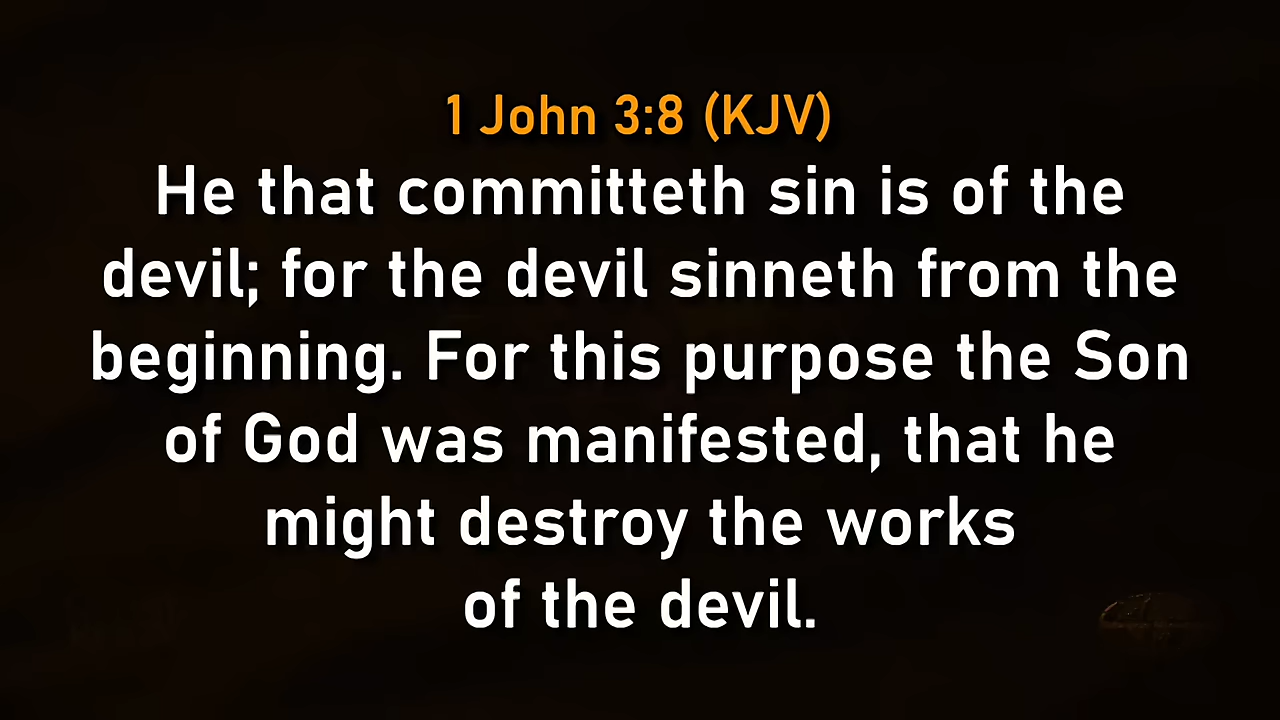 1 John 3:8 (KJV)
He that committeth sin is of the
devil; for the devil sinneth from the
beginning. For this purpose the Son
of God was manifested, that he
might destroy the works
of the devil.